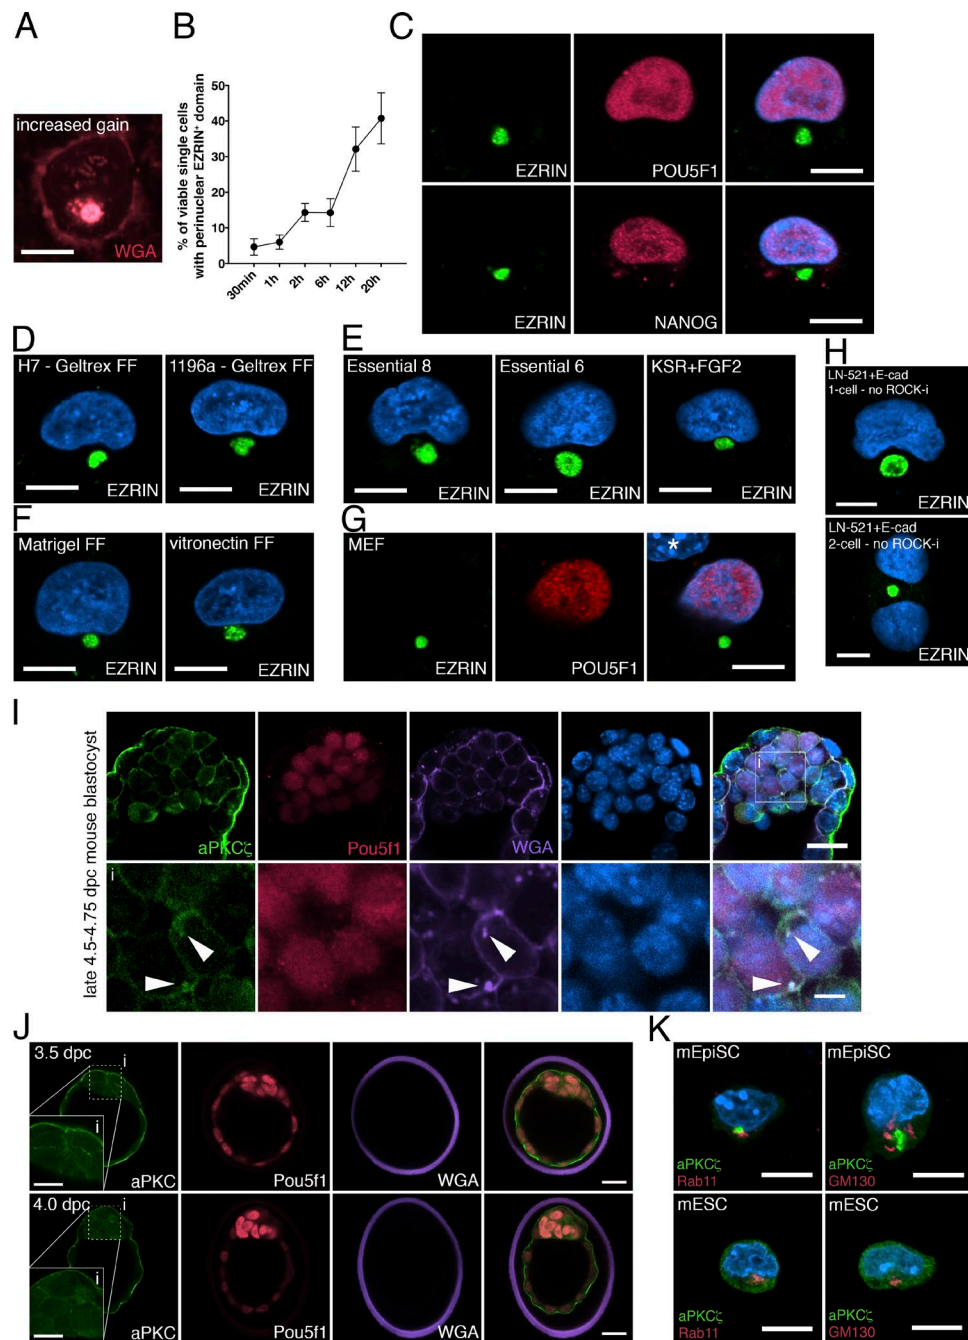 A
increased gain
WGA
B
% of viable single cells
with perinuclear EZRIN⁺ domain
50
40
30
20
10
0
30min
1h
2h
6h
12h
20h
C
EZRIN
POU5F1
EZRIN
NANOG
D
H7 - Geltrex FF
1196a - Geltrex FF
EZRIN
EZRIN
E
Essential 8
Essential 6
KSR+FGF2
EZRIN
EZRIN
EZRIN
F
Matrigel FF
vitronectin FF
EZRIN
EZRIN
G
MEF
*
EZRIN
POU5F1
H
LN-521+E-cad
1-cell - no ROCK-i
EZRIN
LN-521+E-cad
2-cell - no ROCK-i
EZRIN
I
late 4.5-4.75 dpc mouse blastocyst
aPKCζ
Pou5f1
WGA
i
i
J
3.5 dpc
i
i
aPKC
Pou5f1
WGA
4.0 dpc
i
i
aPKC
Pou5f1
WGA
K
mEpiSC
aPKCζ
Rab11
mEpiSC
aPKCζ
GM130
mESC
aPKCζ
Rab11
mESC
aPKCζ
GM130